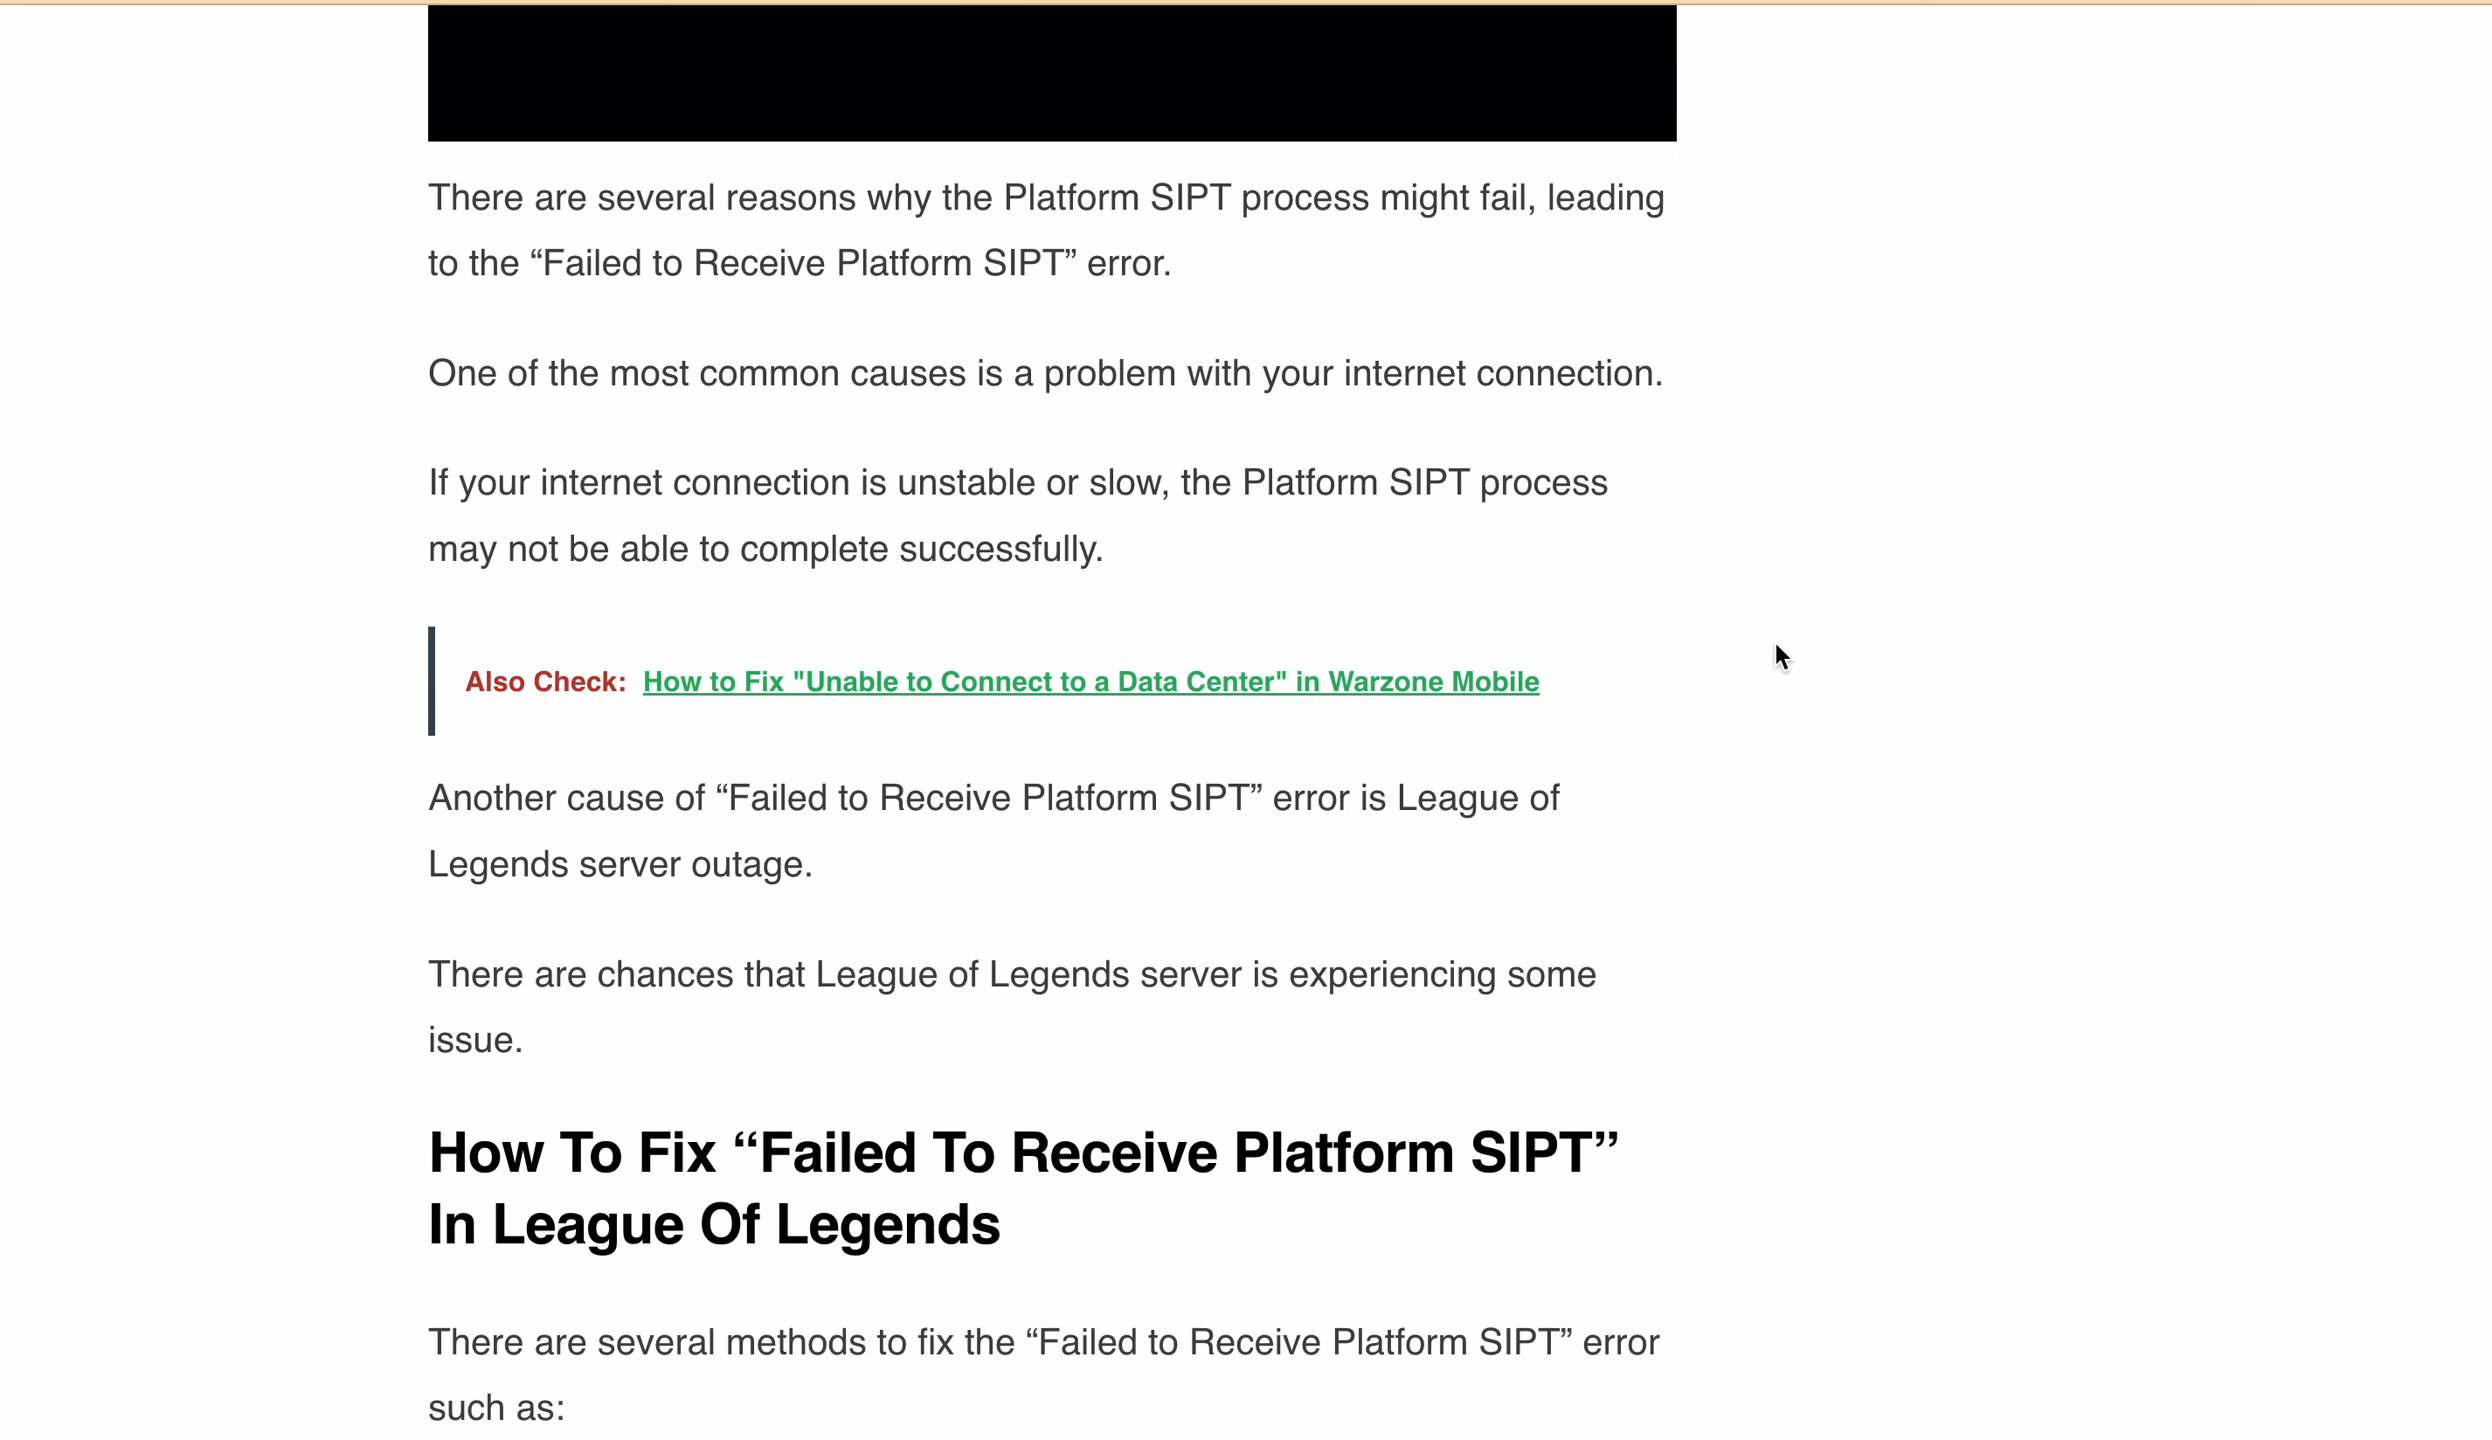 There are several reasons why the Platform SIPT process might fail, leading
to the “Failed to Receive Platform SIPT” error.
One of the most common causes is a problem with your internet connection.
If your internet connection is unstable or slow, the Platform SIPT process
may not be able to complete successfully.
Also Check: How to Fix "Unable to Connect to a Data Center" in Warzone Mobile
Another cause of “Failed to Receive Platform SIPT” error is League of
Legends server outage.
There are chances that League of Legends server is experiencing some
issue.
How To Fix “Failed To Receive Platform SIPT”
In League Of Legends
There are several methods to fix the “Failed to Receive Platform SIPT” error
such as: